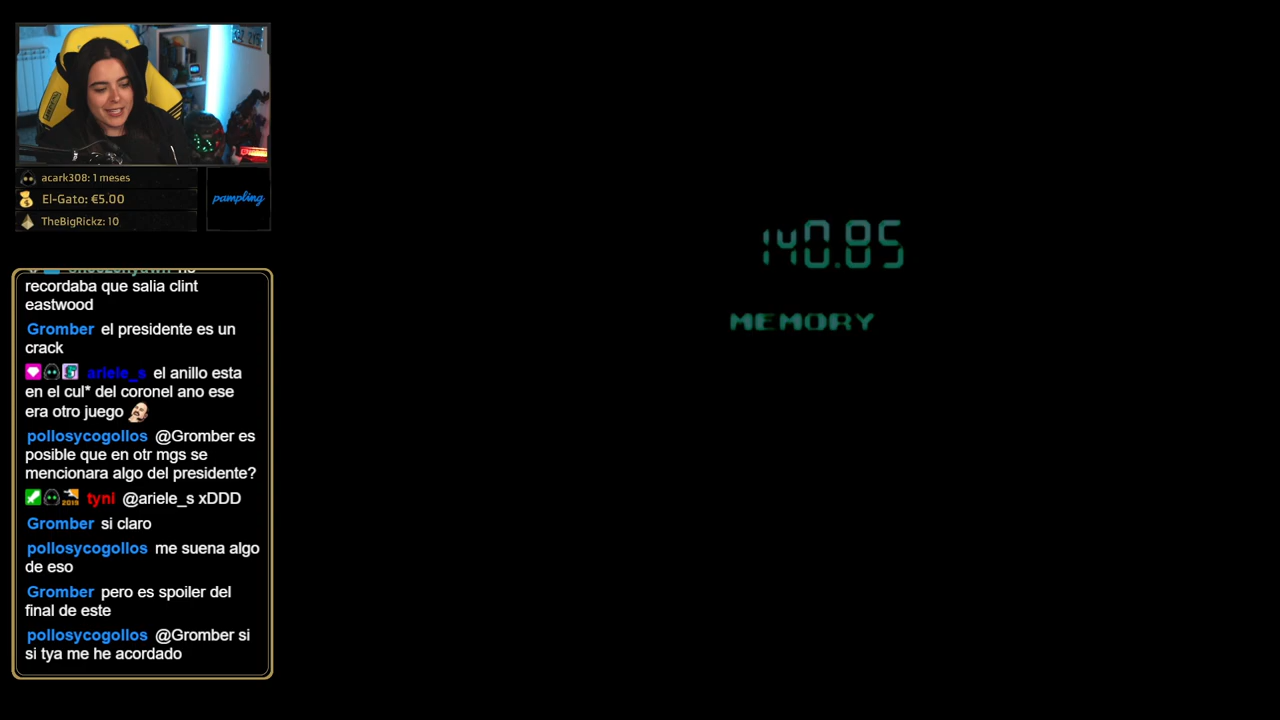 acark308: 1 meses
El-Gato: €5.00
TheBigRickz: 10
pampling
recordaba que salia clint
eastwood
Gromber el presidente es un
crack
ariele_s el anillo esta
en el cul* del coronel ano ese
era otro juego
pollosycogollos @Gromber es
posible que en otr mgs se
mencionara algo del presidente?
2019 tynl @ariele_s xDDD
Gromber si claro
pollosycogollos me suena algo
de eso
Gromber pero es spoiler del
final de este
pollosycogollos @Gromber si
si tya me he acordado
140.85
MEMORY